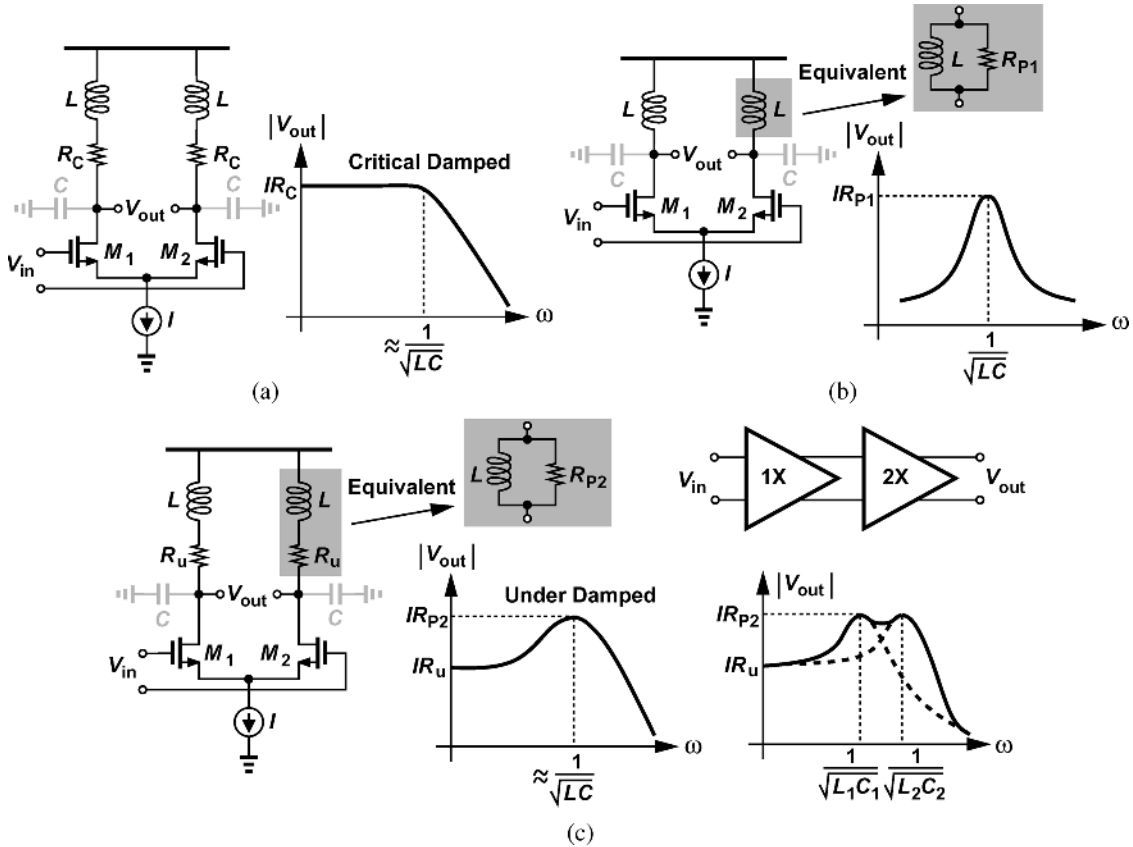 (a)
L
L
R_C
R_C
C
C
V_out
V_in
M_1
M_2
I
|V_out|
Critical Damped
IR_C
ω
≈ 1/√LC
(b)
L
L
Equivalent
L
R_P1
C
C
V_out
V_in
M_1
M_2
I
|V_out|
IR_P1
ω
1/√LC
L
L
Equivalent
L
R_P2
R_u
R_u
C
C
V_out
V_in
M_1
M_2
I
|V_out|
Under Damped
IR_P2
IR_u
ω
≈ 1/√LC
V_in
1X
2X
V_out
|V_out|
IR_P2
IR_u
ω
1/√L_1C_1
1/√L_2C_2
(c)